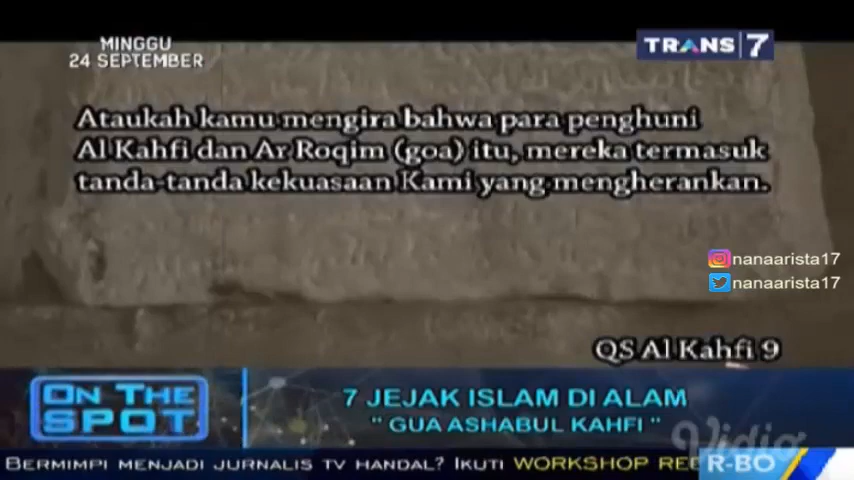 MINGGU
24 SEPTEMBER
TRANS 7
Ataukah kamu mengira bahwa para penghuni
Al Kahfi dan Ar Roqim (goa) itu, mereka termasuk
tanda-tanda kekuasaan Kami yang mengherankan.
nanaarista17
nanaarista17
QS Al Kahfi 9
ON THE
SPOT
7 JEJAK ISLAM DI ALAM
" GUA ASHABUL KAHFI "
Vidio
BERMIMPI MENJADI JURNALIS TV HANDAL? IKUTI WORKSHOP REP
R-BO